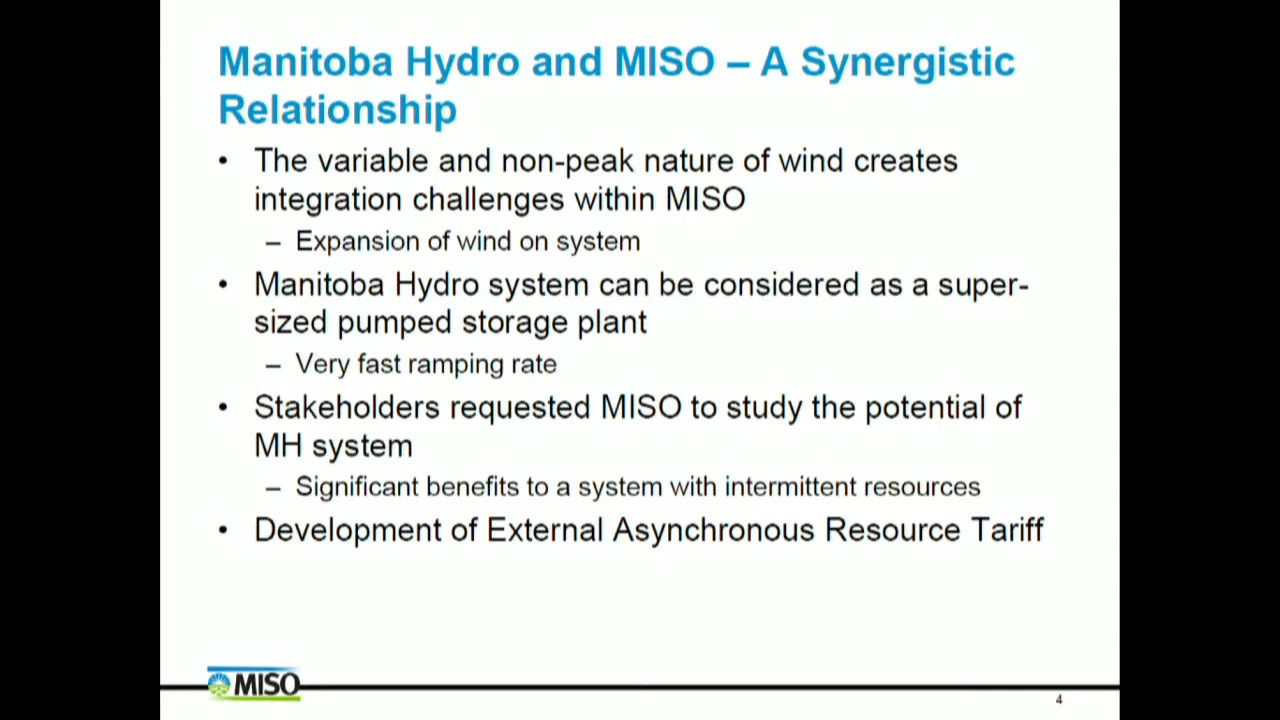 Manitoba Hydro and MISO – A Synergistic
Relationship
• The variable and non-peak nature of wind creates
integration challenges within MISO
– Expansion of wind on system
• Manitoba Hydro system can be considered as a super-
sized pumped storage plant
– Very fast ramping rate
• Stakeholders requested MISO to study the potential of
MH system
– Significant benefits to a system with intermittent resources
• Development of External Asynchronous Resource Tariff
MISO
4